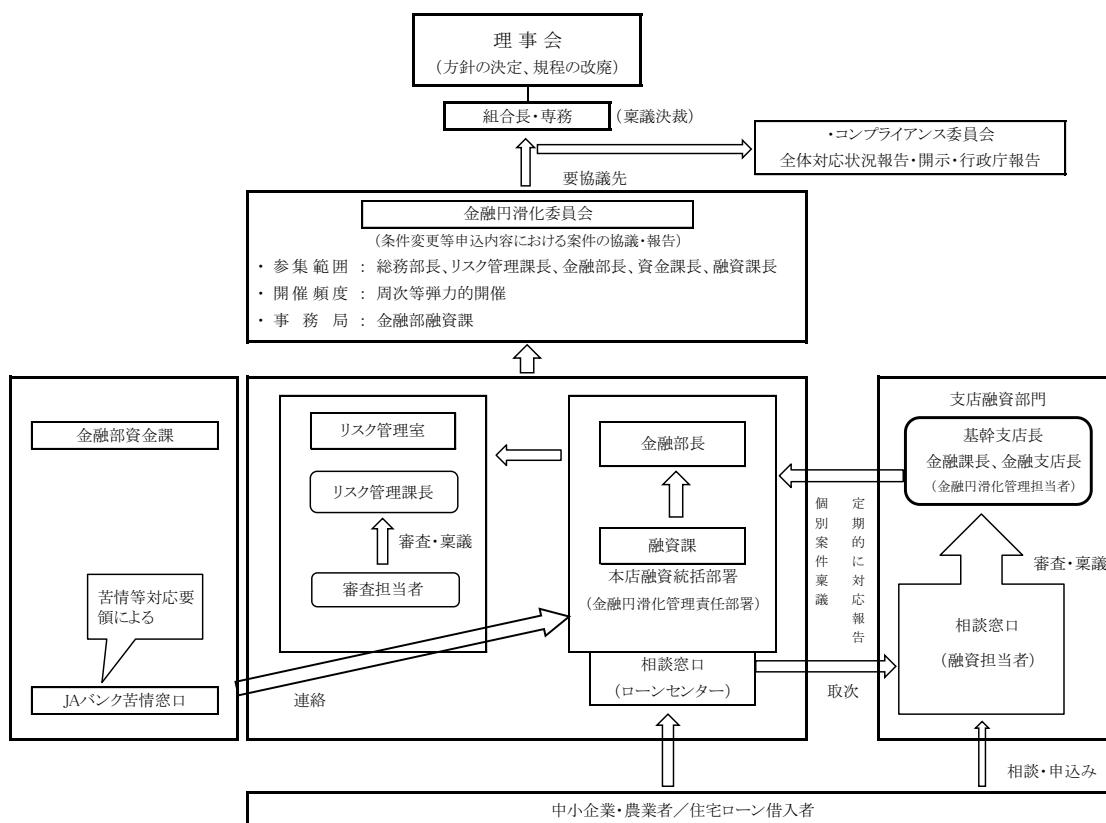 理事会
(方針の決定、規程の改廃)
組合長・専務
(稟議決裁)
・コンプライアンス委員会
全体対応状況報告・開示・行政庁報告
要協議先
金融円滑化委員会
(条件変更等申込内容における案件の協議・報告)
・ 参集範囲 ： 総務部長、リスク管理課長、金融部長、資金課長、融資課長
・ 開催頻度 ： 周次等弾力的開催
・ 事務局 ： 金融部融資課
金融部資金課
苦情等対応要
領による
JAバンク苦情窓口
連絡
リスク管理室
リスク管理課長
審査・稟議
審査担当者
金融部長
融資課
本店融資統括部署
(金融円滑化管理責任部署)
相談窓口
(ローンセンター)
定期的に対応報告
個別案件稟議
取次
支店融資部門
基幹支店長
金融課長、金融支店長
(金融円滑化管理担当者)
審査・稟議
相談窓口
(融資担当者)
相談・申込み
中小企業・農業者／住宅ローン借入者